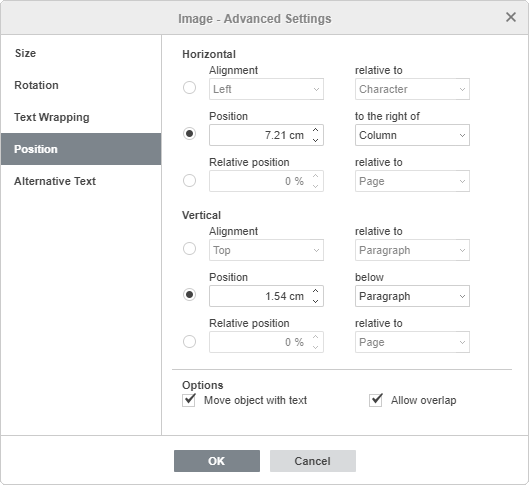 Image - Advanced Settings
Size
Rotation
Text Wrapping
Position
Alternative Text
Horizontal
Alignment relative to
Left Character
Position to the right of
7.21 cm Column
Relative position relative to
0 % Page
Vertical
Alignment relative to
Top Paragraph
Position below
1.54 cm Paragraph
Relative position relative to
0 % Page
Options
Move object with text Allow overlap
OK Cancel